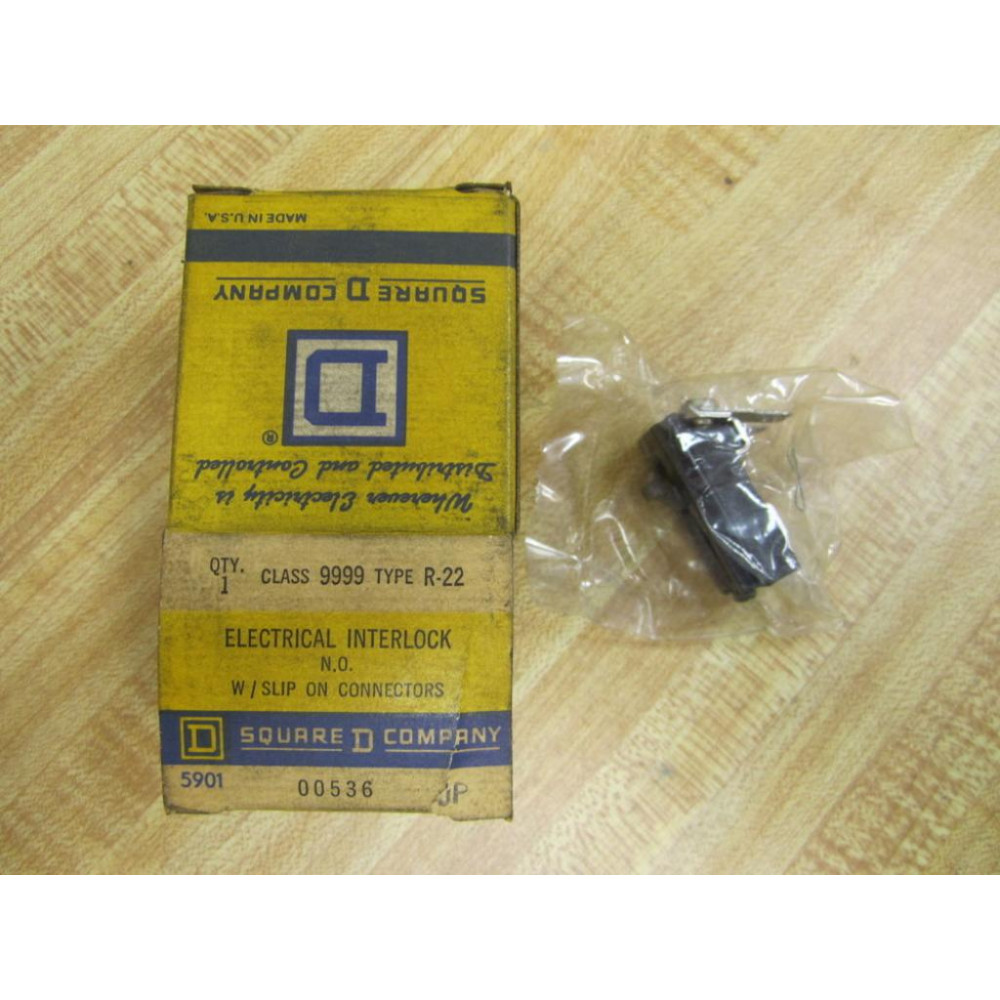 MADE IN U.S.A.
SQUARE D COMPANY
D
®
Wherever Electricity is
Distributed and Controlled
QTY.
1 CLASS 9999 TYPE R-22
ELECTRICAL INTERLOCK
N.O.
W/SLIP ON CONNECTORS
D SQUARE D COMPANY
5901 00536 JP